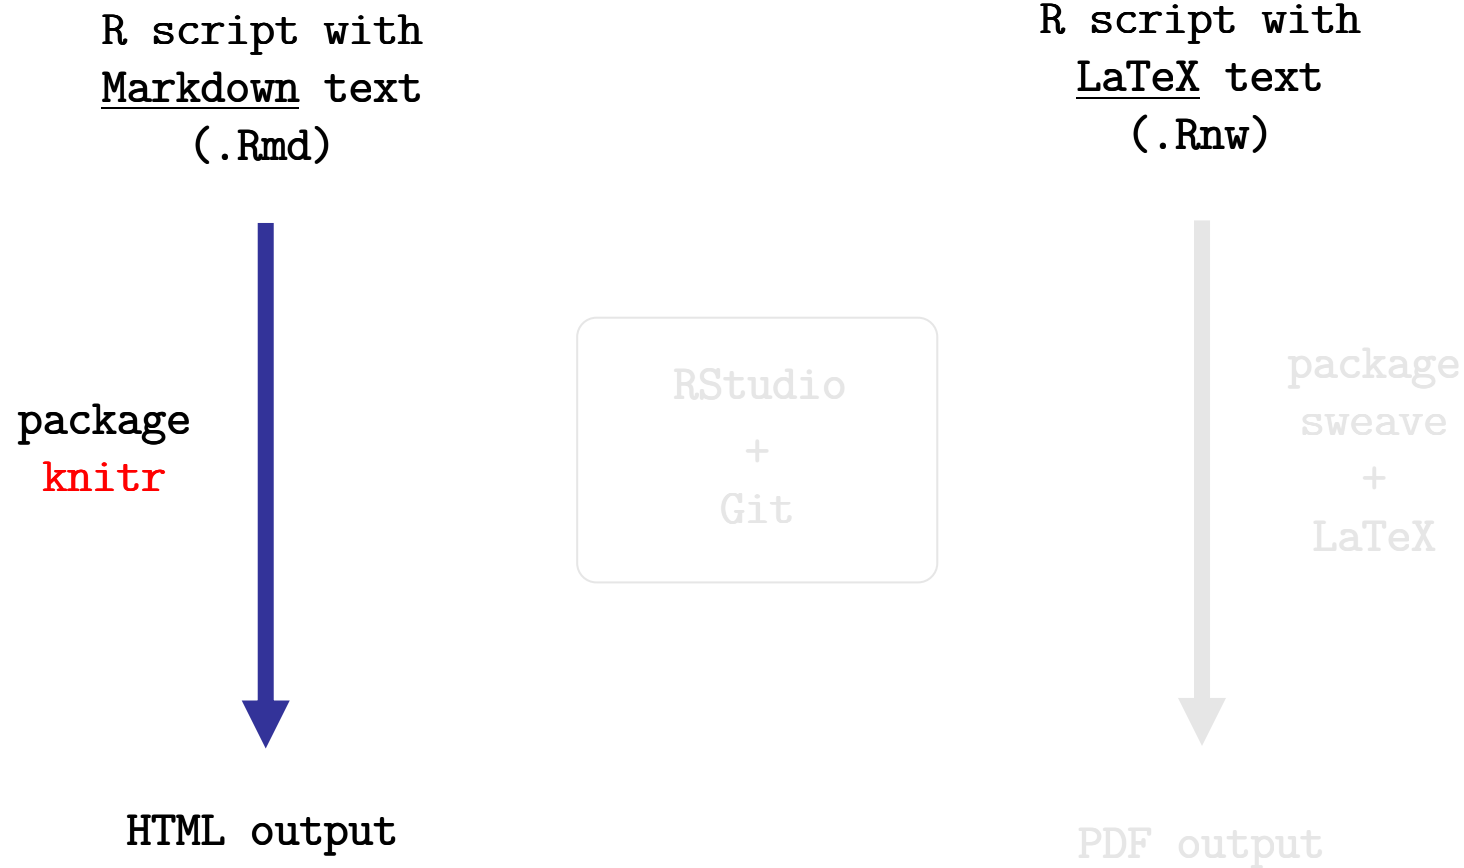 R script with
Markdown text
(.Rmd)
R script with
LaTeX text
(.Rnw)
package
knitr
RStudio
+
Git
package
sweave
+
LaTeX
HTML output
PDF output